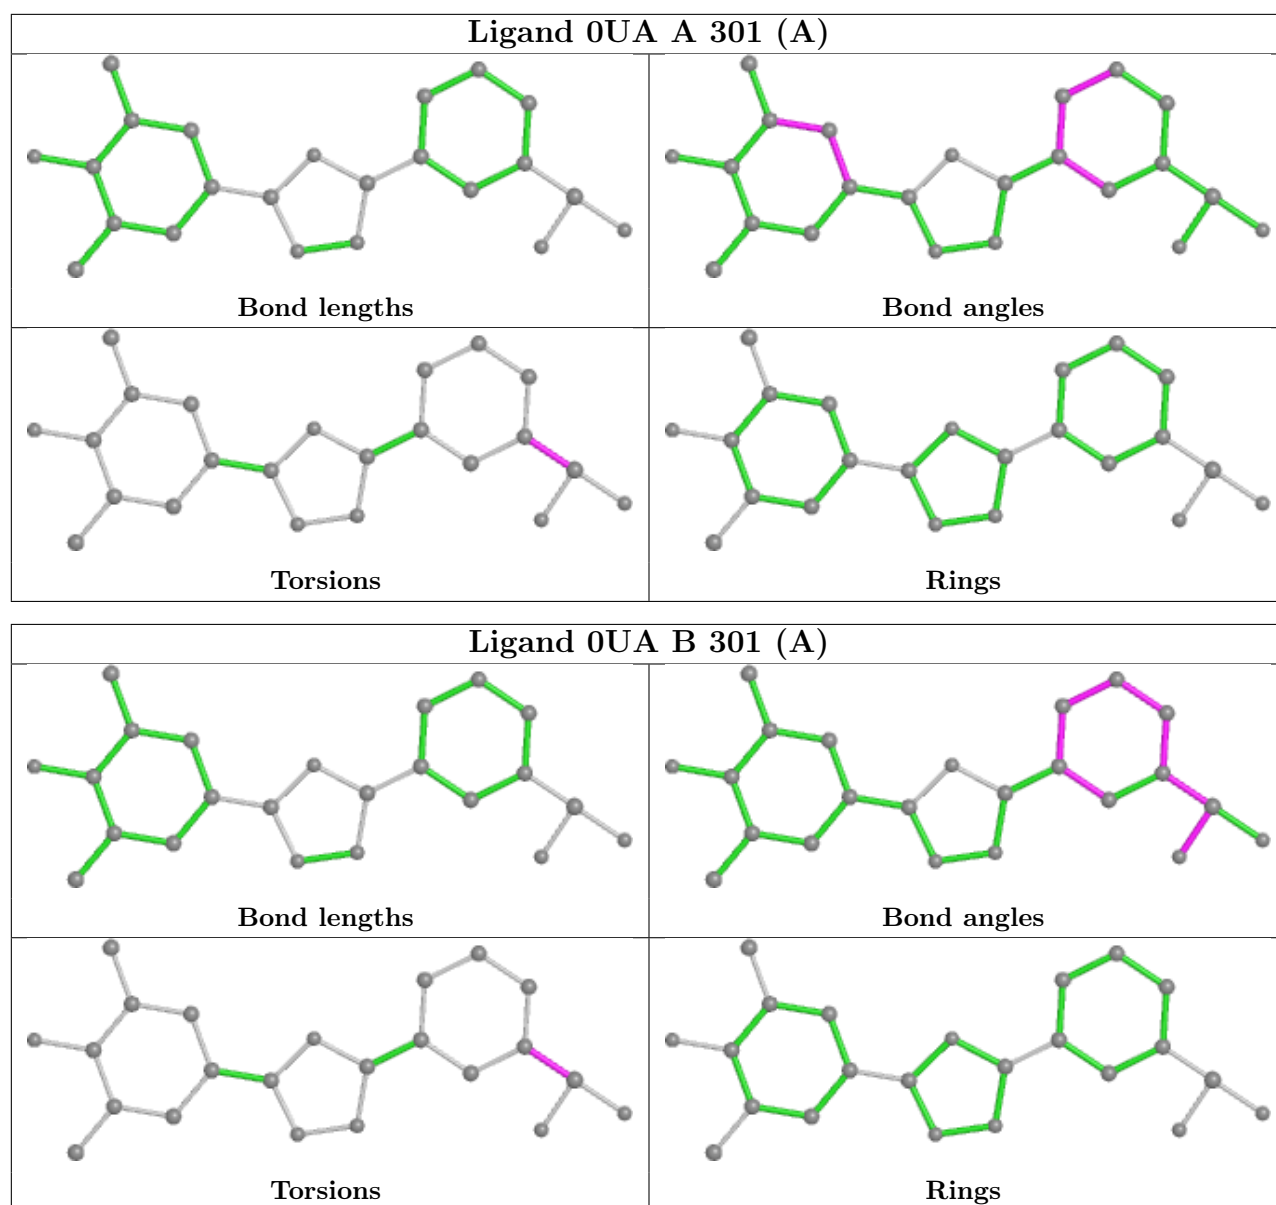 Ligand 0UA A 301 (A)
Bond lengths
Bond angles
Torsions
Rings
Ligand 0UA B 301 (A)
Bond lengths
Bond angles
Torsions
Rings